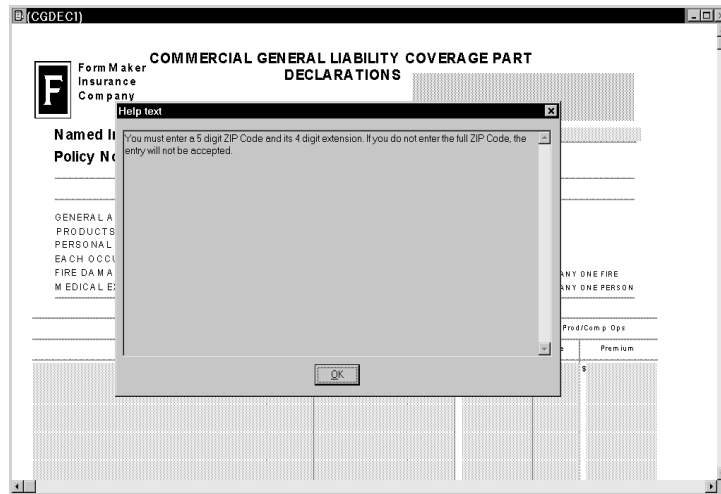 (CGDEC1)
COMMERCIAL GENERAL LIABILITY COVERAGE PART
DECLARATIONS
F
FormMaker
Insurance
Company
Help text
Named I
You must enter a 5 digit ZIP Code and its 4 digit extension. If you do not enter the full ZIP Code, the
entry will not be accepted.
Policy No
GENERAL A
PRODUCTS
PERSONAL
EACH OCCU
FIRE DAMA
ANY ONE FIRE
MEDICAL EX
ANY ONE PERSON
Prod/Comp Ops
e Premium
$
OK